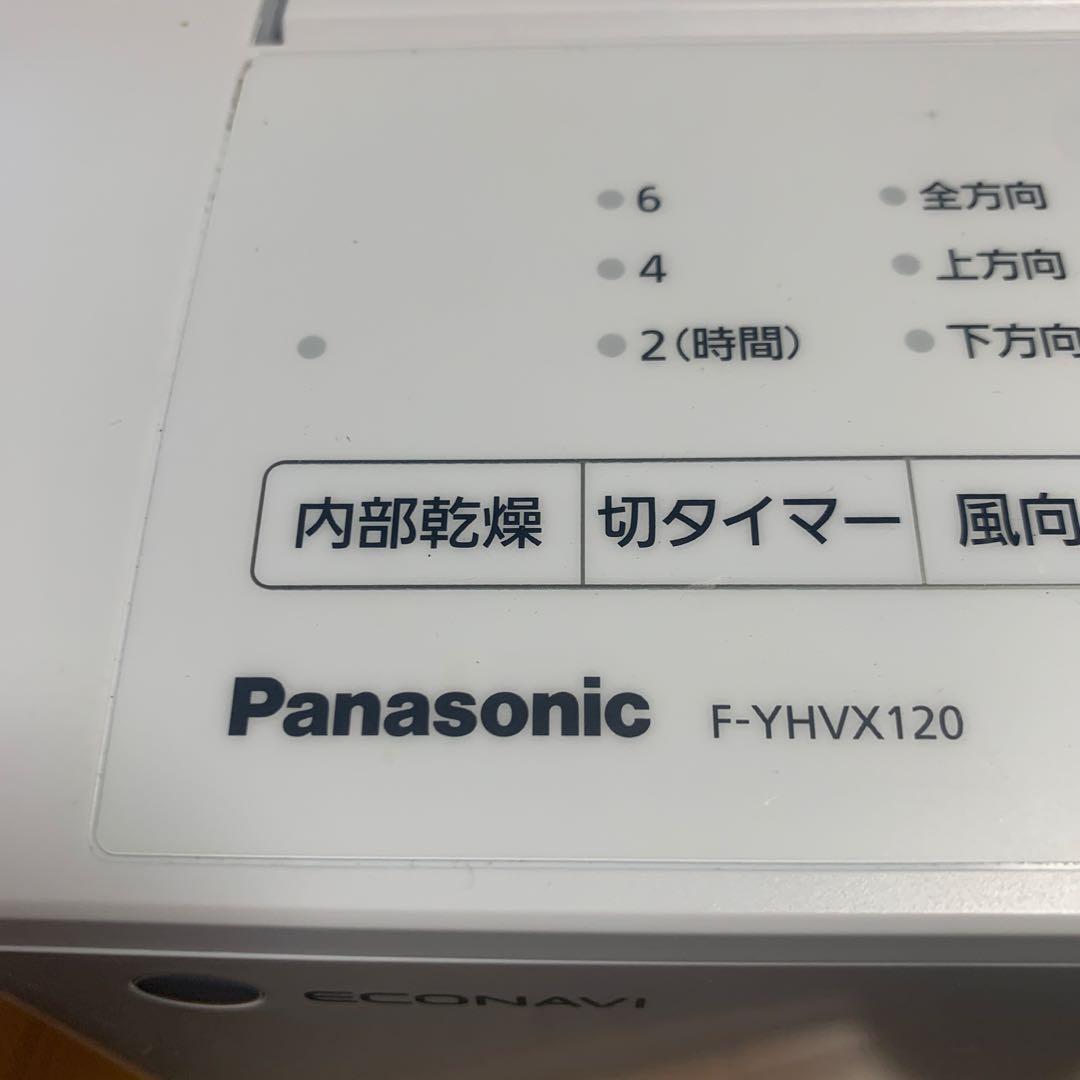 6 全方向
4 上方向
2(時間) 下方向
内部乾燥 切タイマー 風向
Panasonic F-YHVX120
ECONAVI